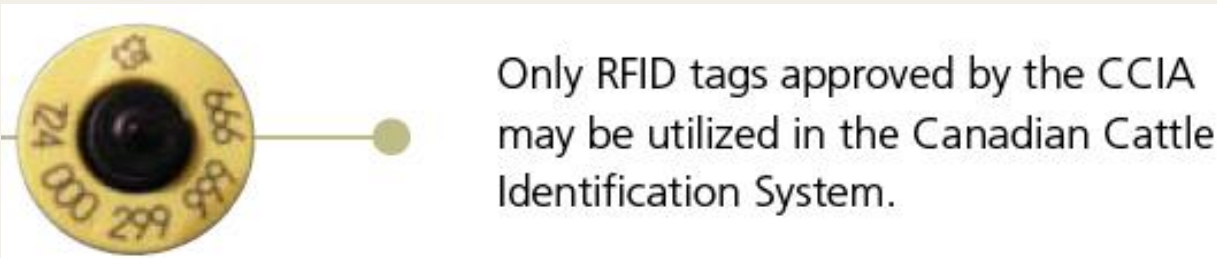 124 000 299 999 999
Only RFID tags approved by the CCIA
may be utilized in the Canadian Cattle
Identification System.